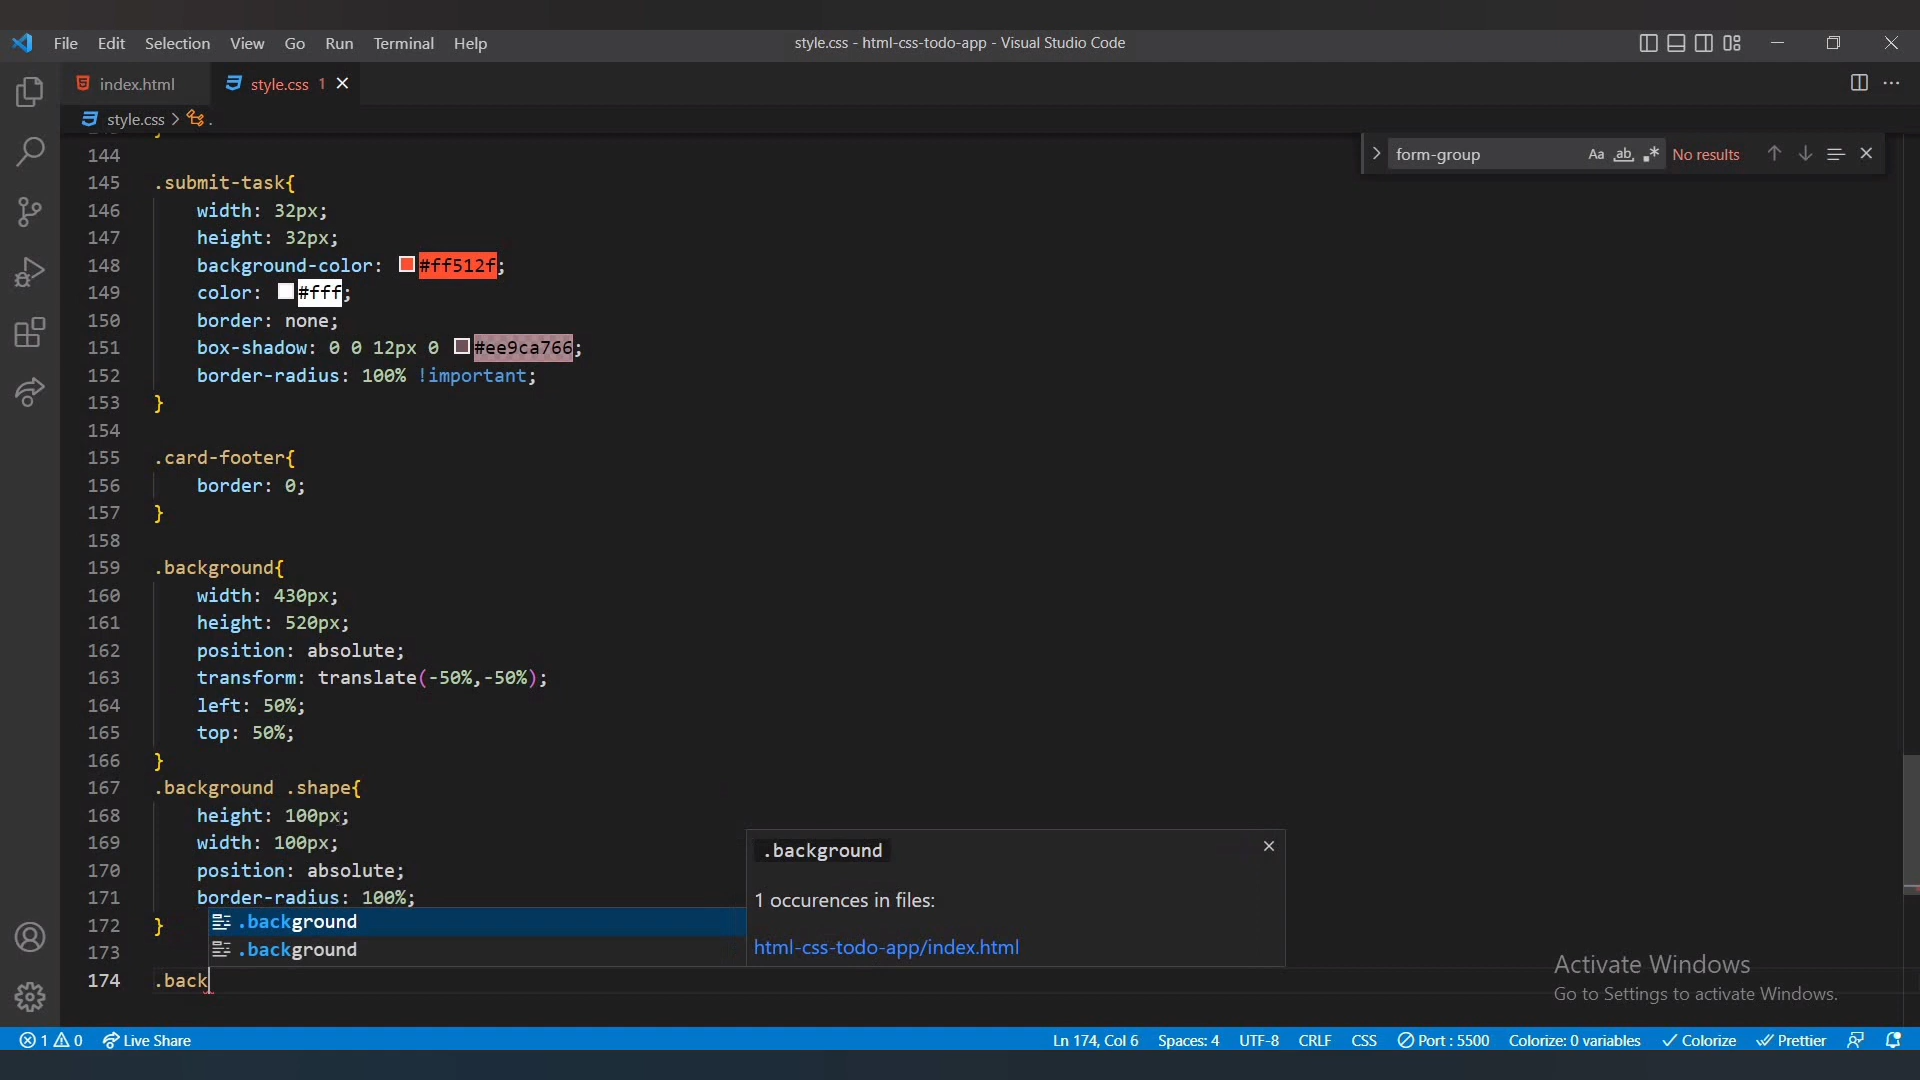 File Edit Selection View Go Run Terminal Help
style.css - html-css-todo-app - Visual Studio Code
index.html
style.css 1
style.css > .
form-group Aa ab .* No results
144
145 .submit-task{
146 width: 32px;
147 height: 32px;
148 background-color: #ff512f;
149 color: #fff;
150 border: none;
151 box-shadow: 0 0 12px 0 #ee9ca766;
152 border-radius: 100% !important;
153 }
154
155 .card-footer{
156 border: 0;
157 }
158
159 .background{
160 width: 430px;
161 height: 520px;
162 position: absolute;
163 transform: translate(-50%,-50%);
164 left: 50%;
165 top: 50%;
166 }
167 .background .shape{
168 height: 100px;
169 width: 100px;
170 position: absolute;
171 border-radius: 100%;
172 }
173
174 .back
.background
.background
.background
1 occurences in files:
html-css-todo-app/index.html
Activate Windows
Go to Settings to activate Windows.
1 0 Live Share
Ln 174, Col 6 Spaces: 4 UTF-8 CRLF CSS Port : 5500 Colorize: 0 variables Colorize Prettier